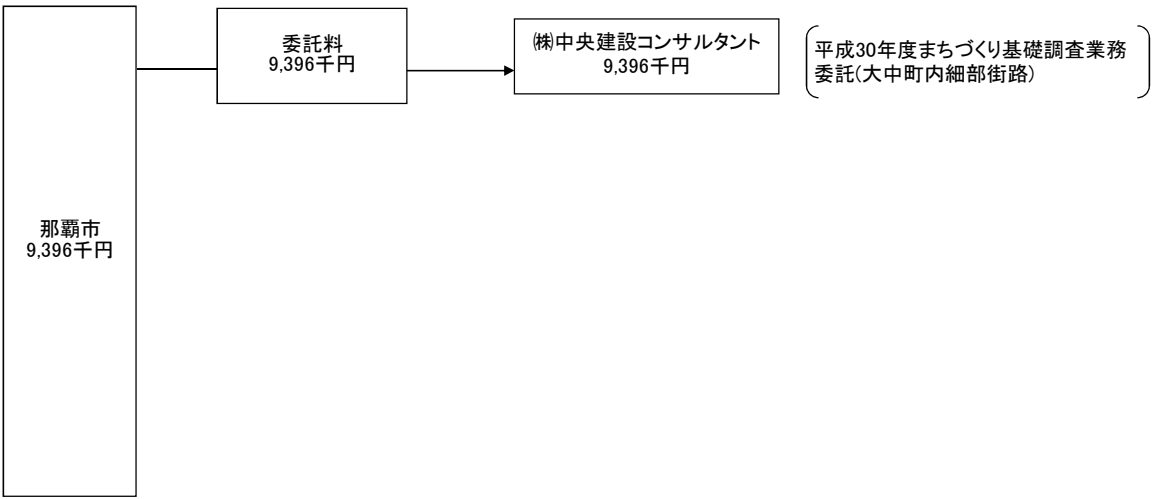 那覇市
9,396千円
委託料
9,396千円
㈱中央建設コンサルタント
9,396千円
平成30年度まちづくり基礎調査業務
委託(大中町内細部街路)